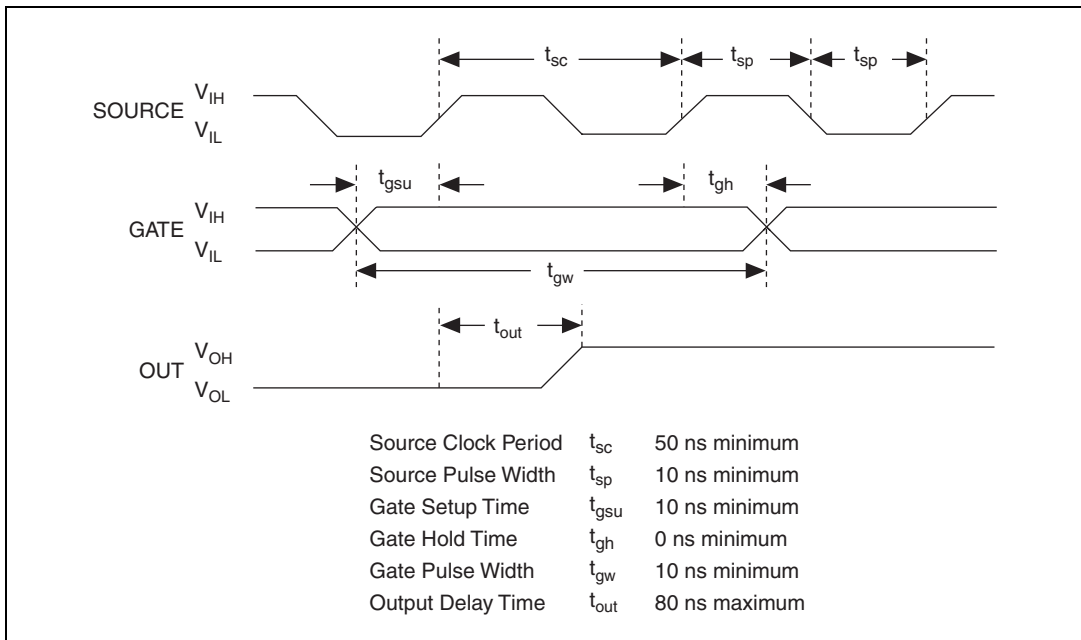 t_sc t_sp t_sp
SOURCE V_IH
V_IL
t_gsu t_gh
GATE V_IH
V_IL
t_gw
t_out
OUT V_OH
V_OL
Source Clock Period t_sc 50 ns minimum
Source Pulse Width t_sp 10 ns minimum
Gate Setup Time t_gsu 10 ns minimum
Gate Hold Time t_gh 0 ns minimum
Gate Pulse Width t_gw 10 ns minimum
Output Delay Time t_out 80 ns maximum